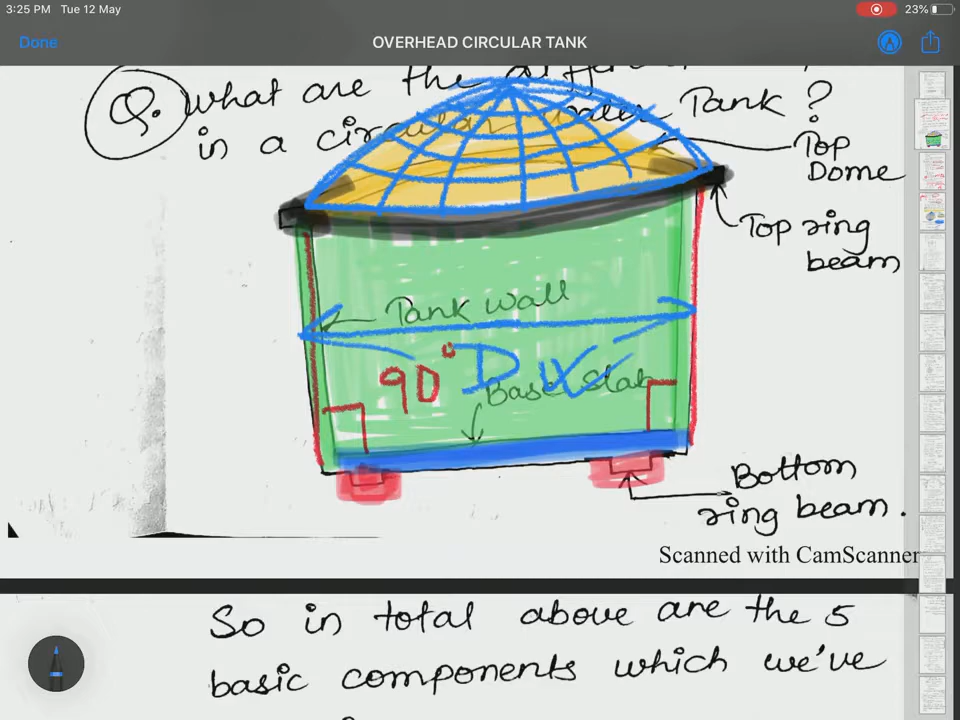 3:25 PM Tue 12 May
23%
Done
OVERHEAD CIRCULAR TANK
Q. What are the
in a circular water Tank ?
Top
Dome
Top ring
beam
Tank wall
90° D
Base Slab
Bottom
ring beam.
Scanned with CamScanner
So in total above are the 5
basic components which we've